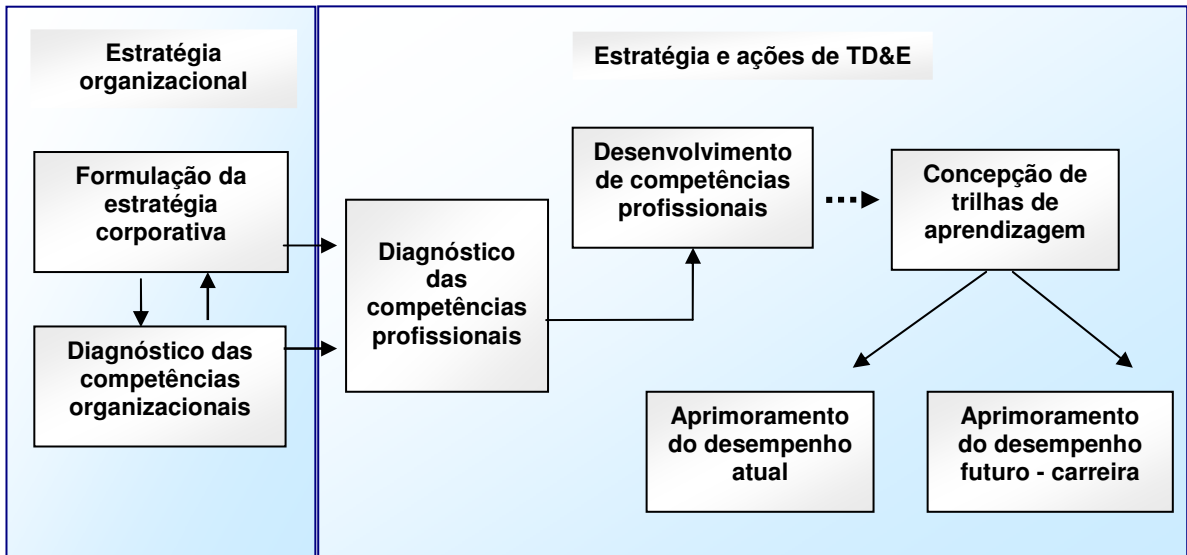 Estratégia
organizacional
Estratégia e ações de TD&E
Formulação da
estratégia
corporativa
Diagnóstico das
competências
organizacionais
Diagnóstico
das
competências
profissionais
Desenvolvimento
de competências
profissionais
Concepção de
trilhas de
aprendizagem
Aprimoramento
do desempenho
atual
Aprimoramento
do desempenho
futuro - carreira